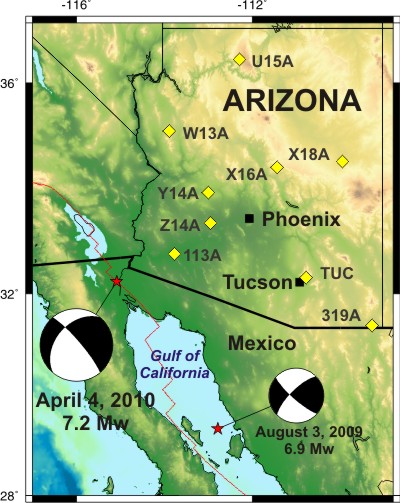 -116°
-112°
36°
U15A
ARIZONA
W13A
X18A
X16A
Y14A
Z14A
Phoenix
113A
TUC
Tucson
32°
319A
Mexico
Gulf of
California
April 4, 2010
7.2 Mw
August 3, 2009
6.9 Mw
28°